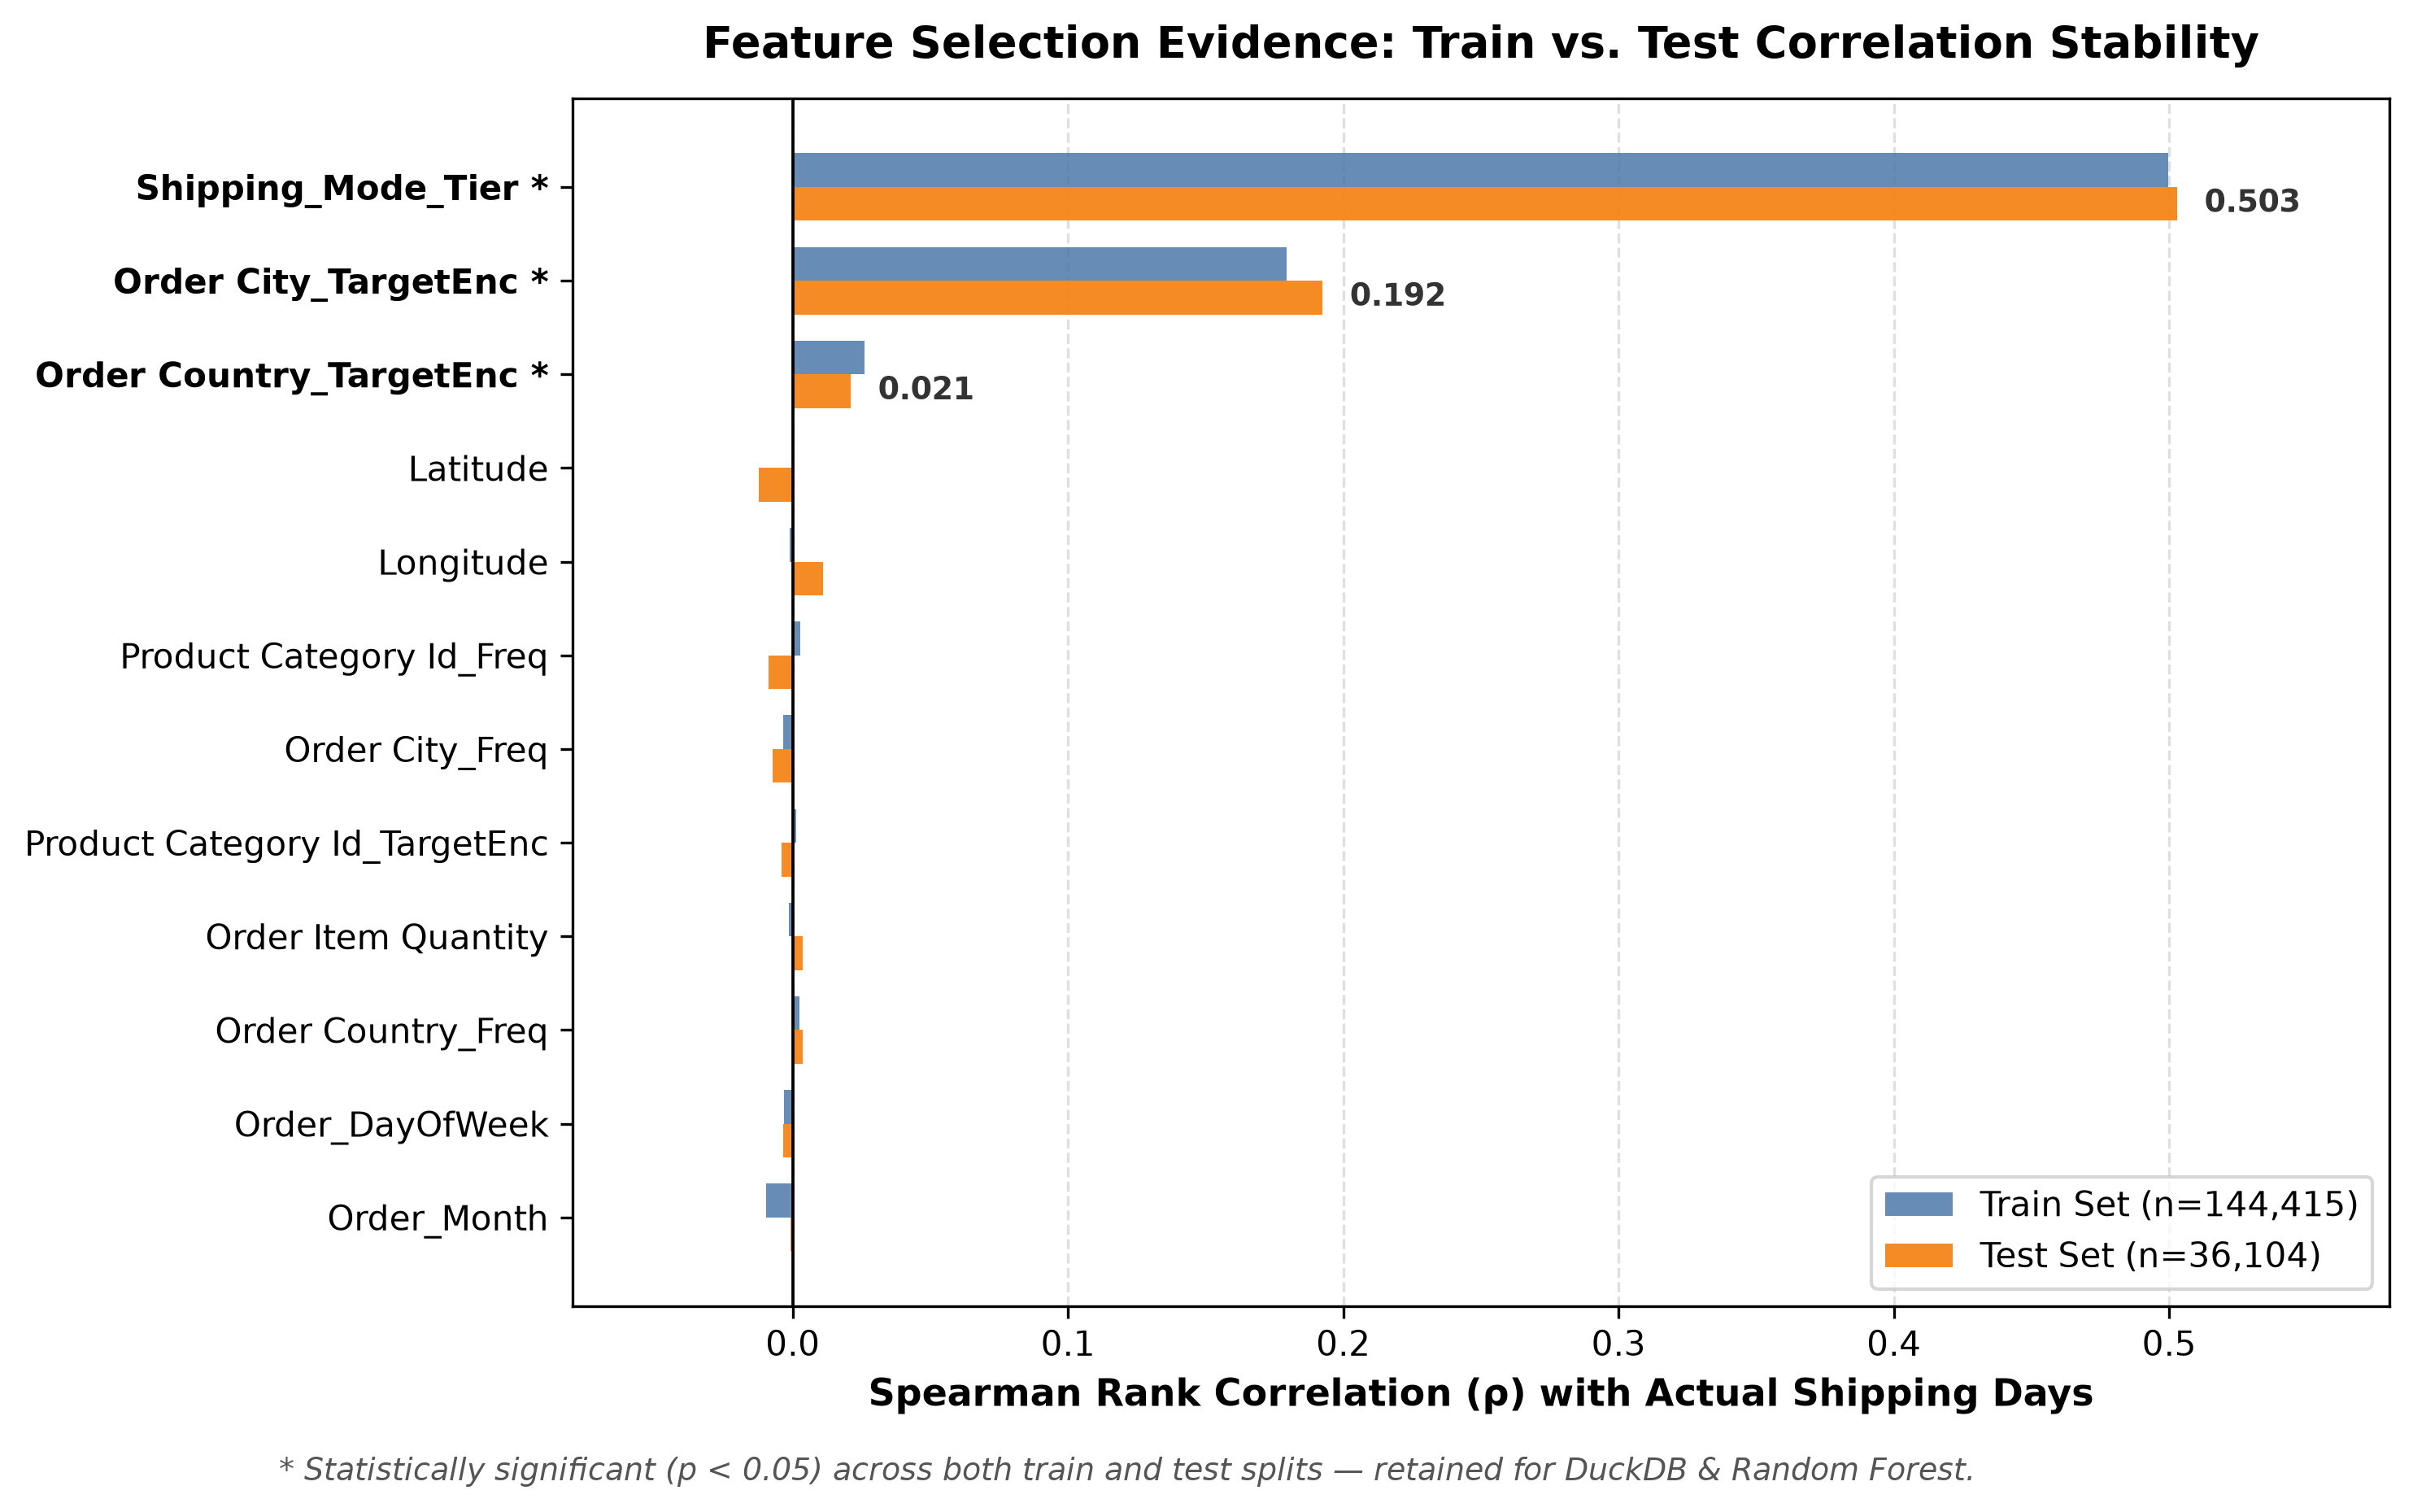 Feature Selection Evidence: Train vs. Test Correlation Stability
Shipping_Mode_Tier *
0.503
Order City_TargetEnc *
0.192
Order Country_TargetEnc *
0.021
Latitude
Longitude
Product Category Id_Freq
Order City_Freq
Product Category Id_TargetEnc
Order Item Quantity
Order Country_Freq
Order_DayOfWeek
Order_Month
Train Set (n=144,415)
Test Set (n=36,104)
0.0 0.1 0.2 0.3 0.4 0.5
Spearman Rank Correlation (ρ) with Actual Shipping Days
* Statistically significant (p < 0.05) across both train and test splits — retained for DuckDB & Random Forest.